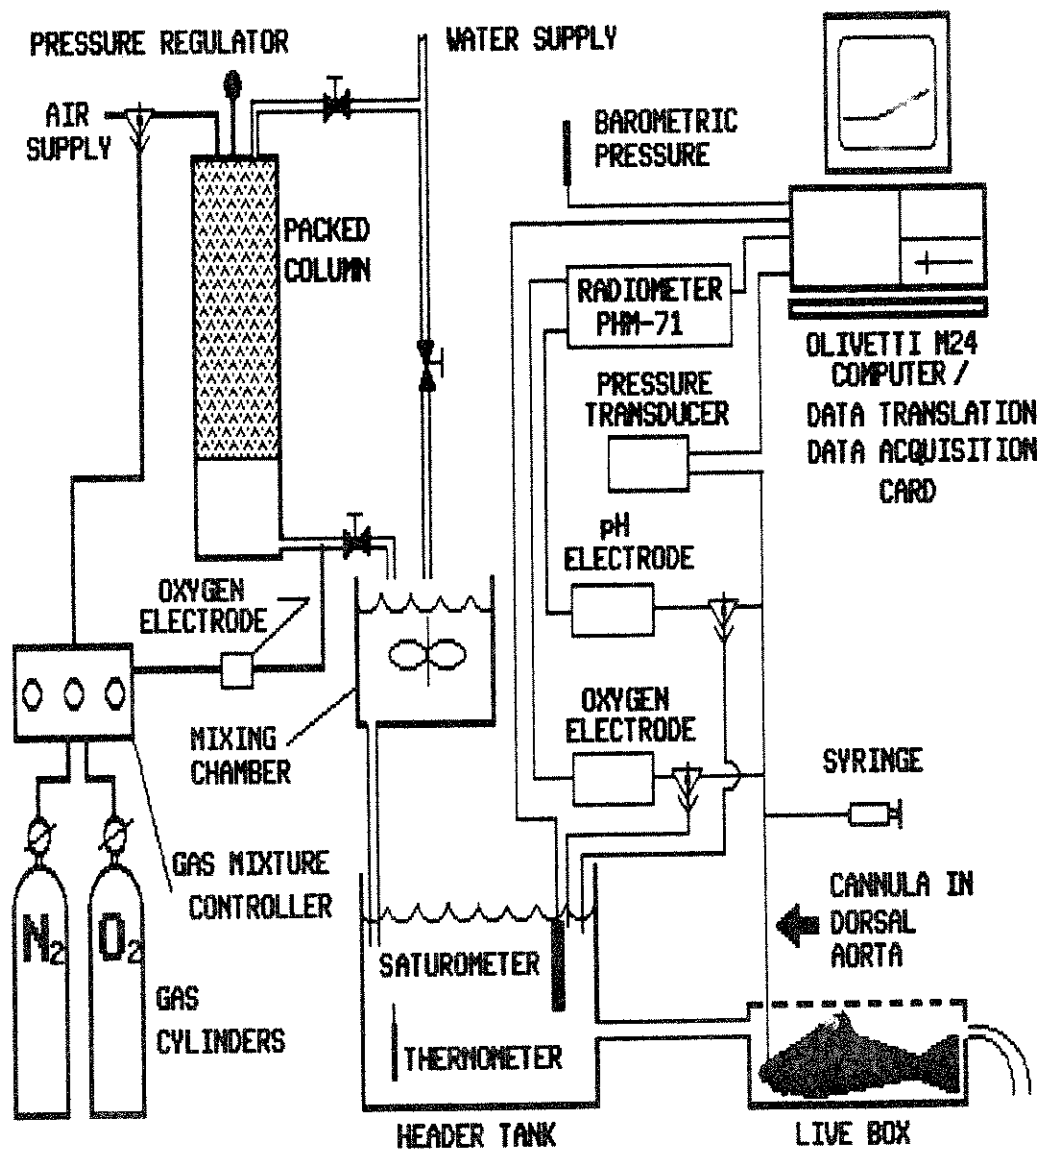 PRESSURE REGULATOR
WATER SUPPLY
AIR
SUPPLY
BAROMETRIC
PRESSURE
PACKED
COLUMN
RADIOMETER
PHM-71
OLIVETTI M24
COMPUTER /
DATA TRANSLATION
DATA ACQUISITION
CARD
PRESSURE
TRANSDUCER
pH
ELECTRODE
OXYGEN
ELECTRODE
OXYGEN
ELECTRODE
MIXING
CHAMBER
SYRINGE
GAS MIXTURE
CONTROLLER
CANNULA IN
DORSAL
AORTA
N2
O2
SATUROMETER
GAS
CYLINDERS
THERMOMETER
HEADER TANK
LIVE BOX